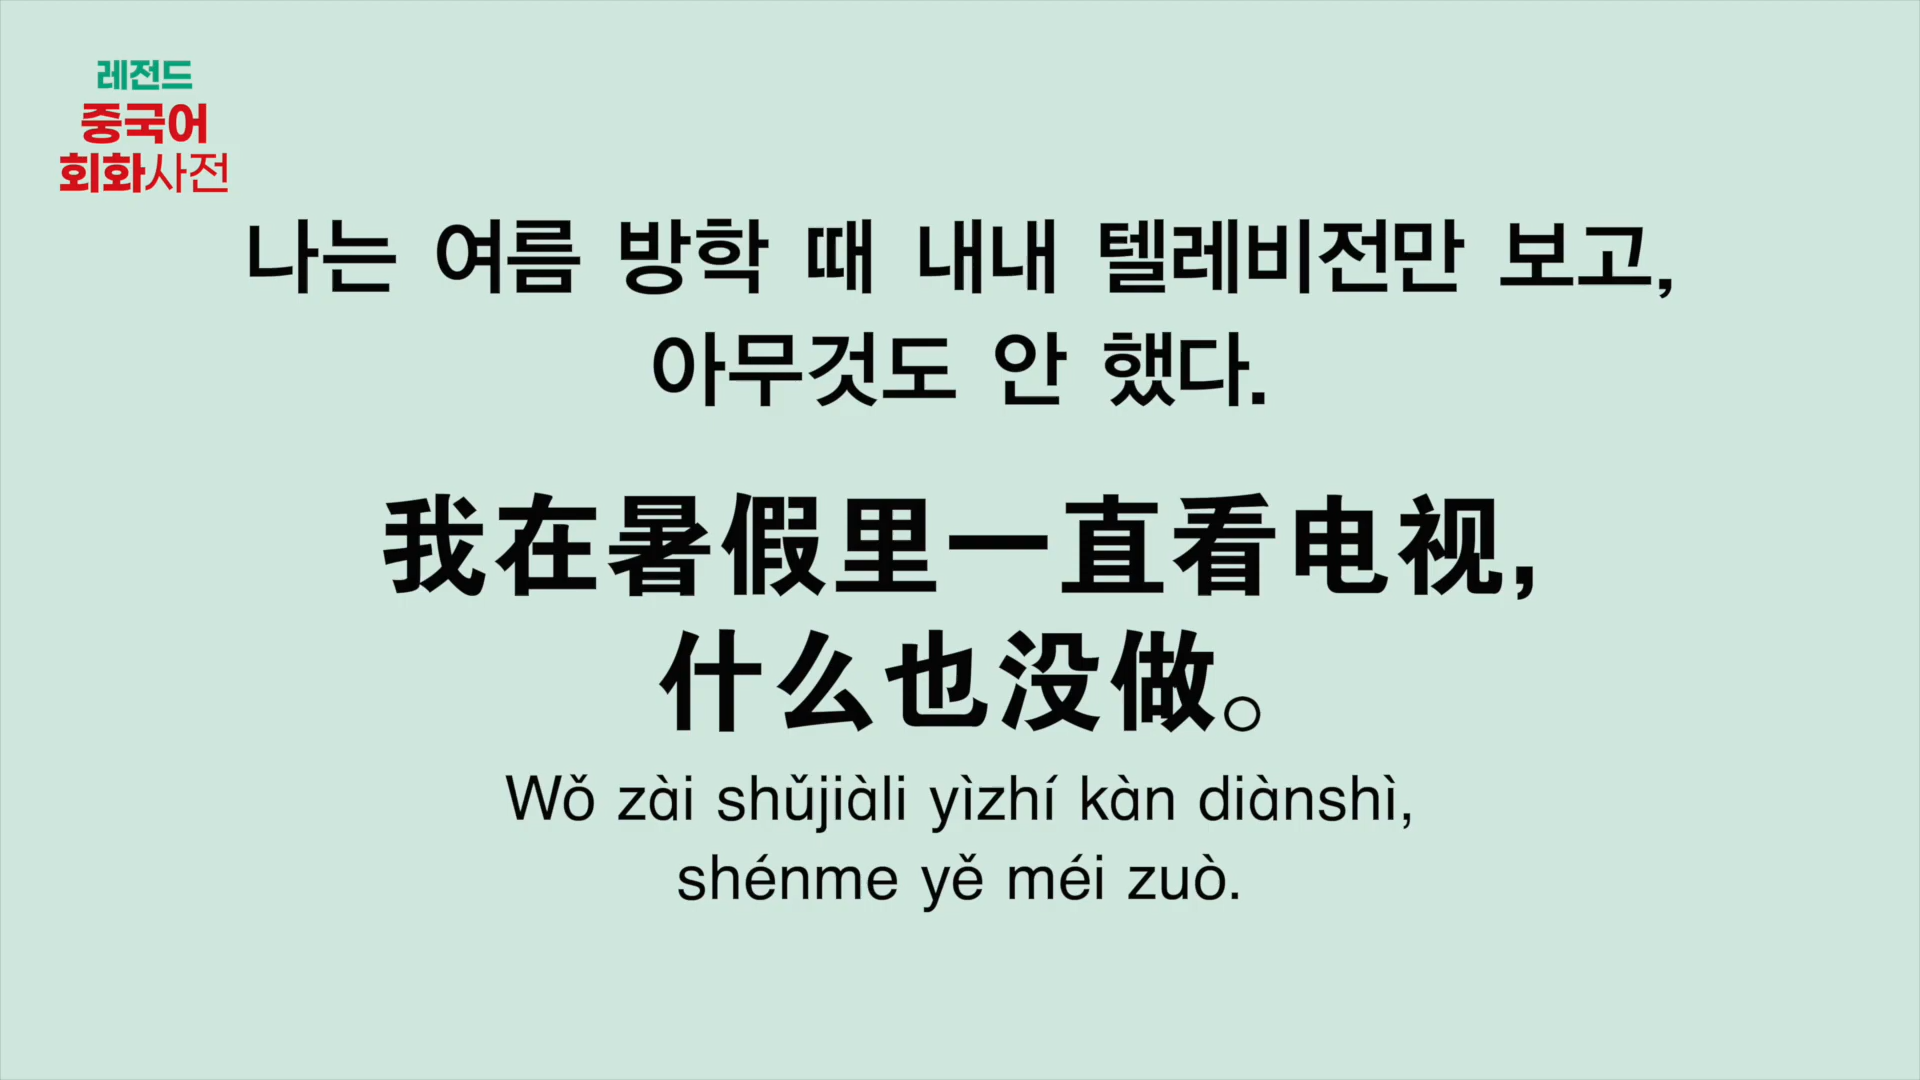 레전드
중국어
회화사전
나는 여름 방학 때 내내 텔레비전만 보고,
아무것도 안 했다.
我在暑假里一直看电视,
什么也没做。
Wǒ zài shǔjiàli yìzhí kàn diànshì,
shénme yě méi zuò.